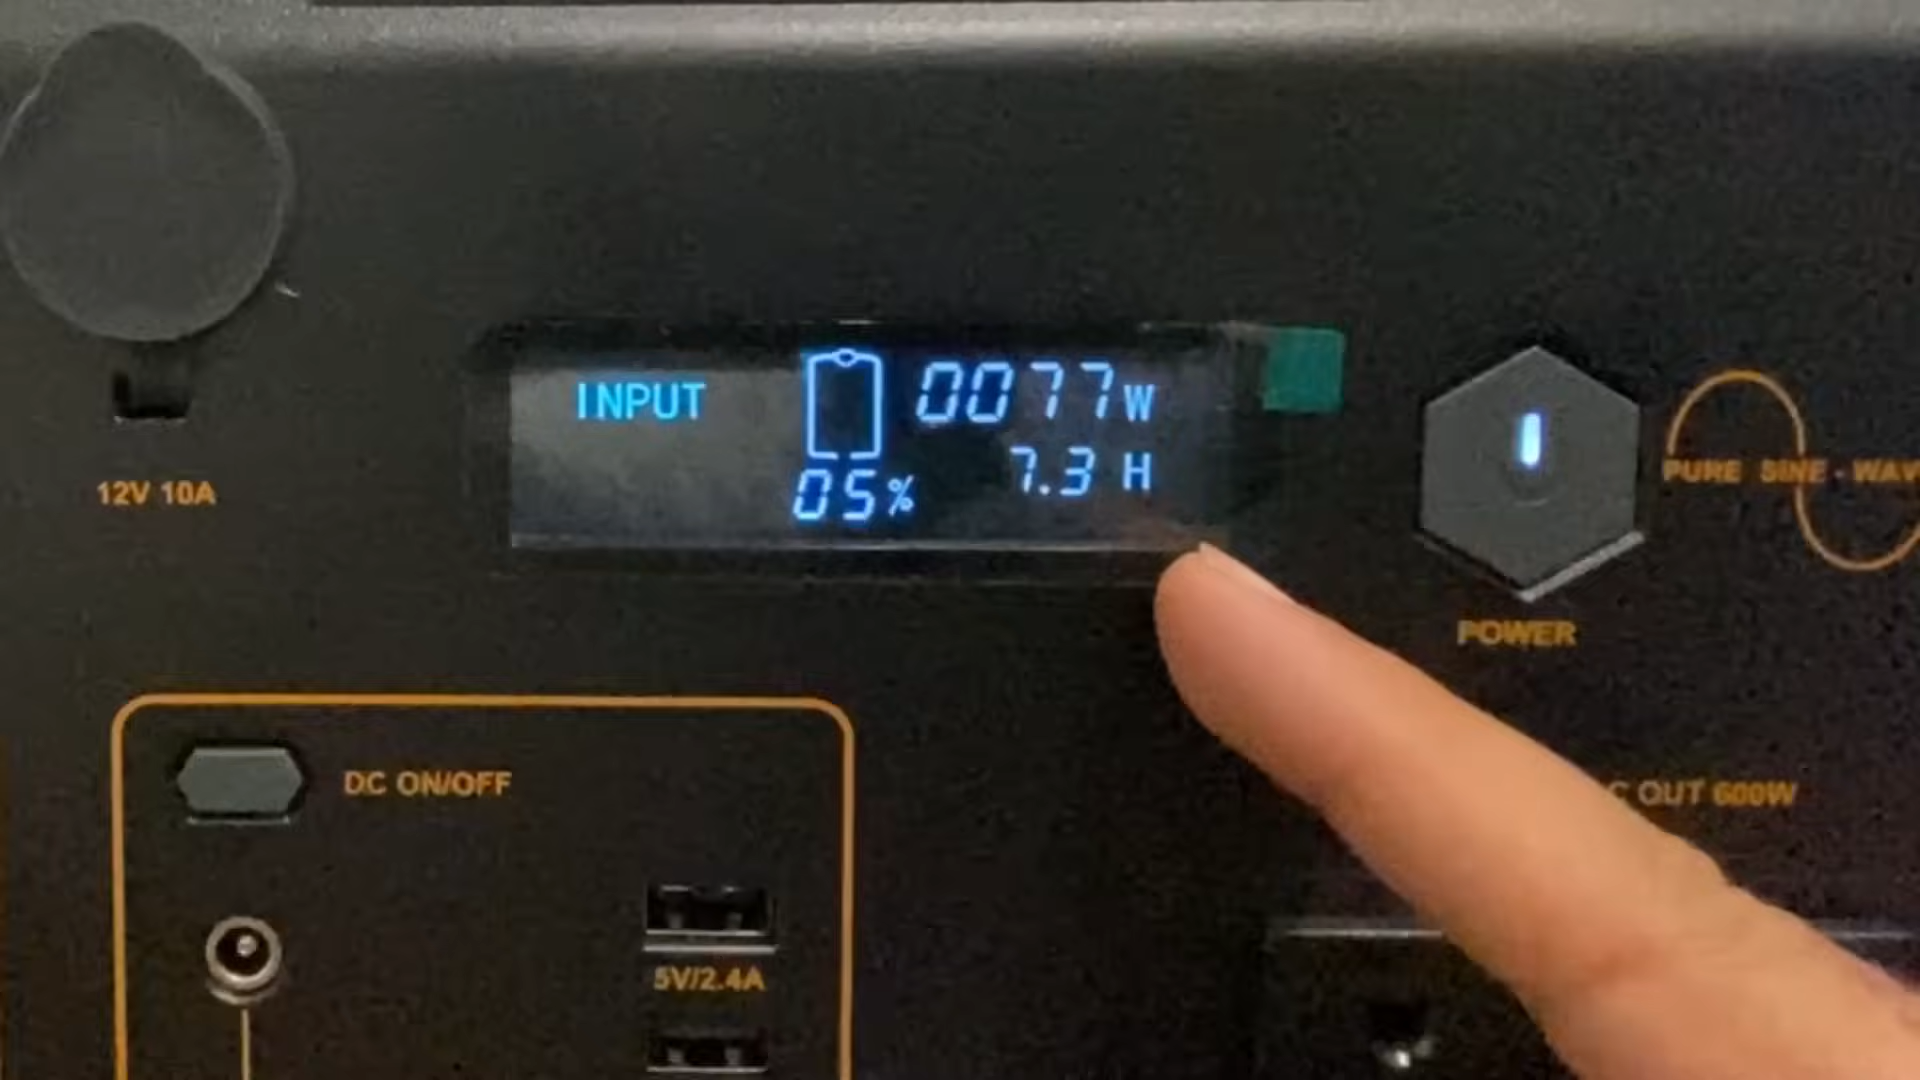 INPUT
0077W
7.3 H
05%
12V 10A
PURE SINE - WAV
POWER
DC ON/OFF
C OUT 600W
5V/2.4A